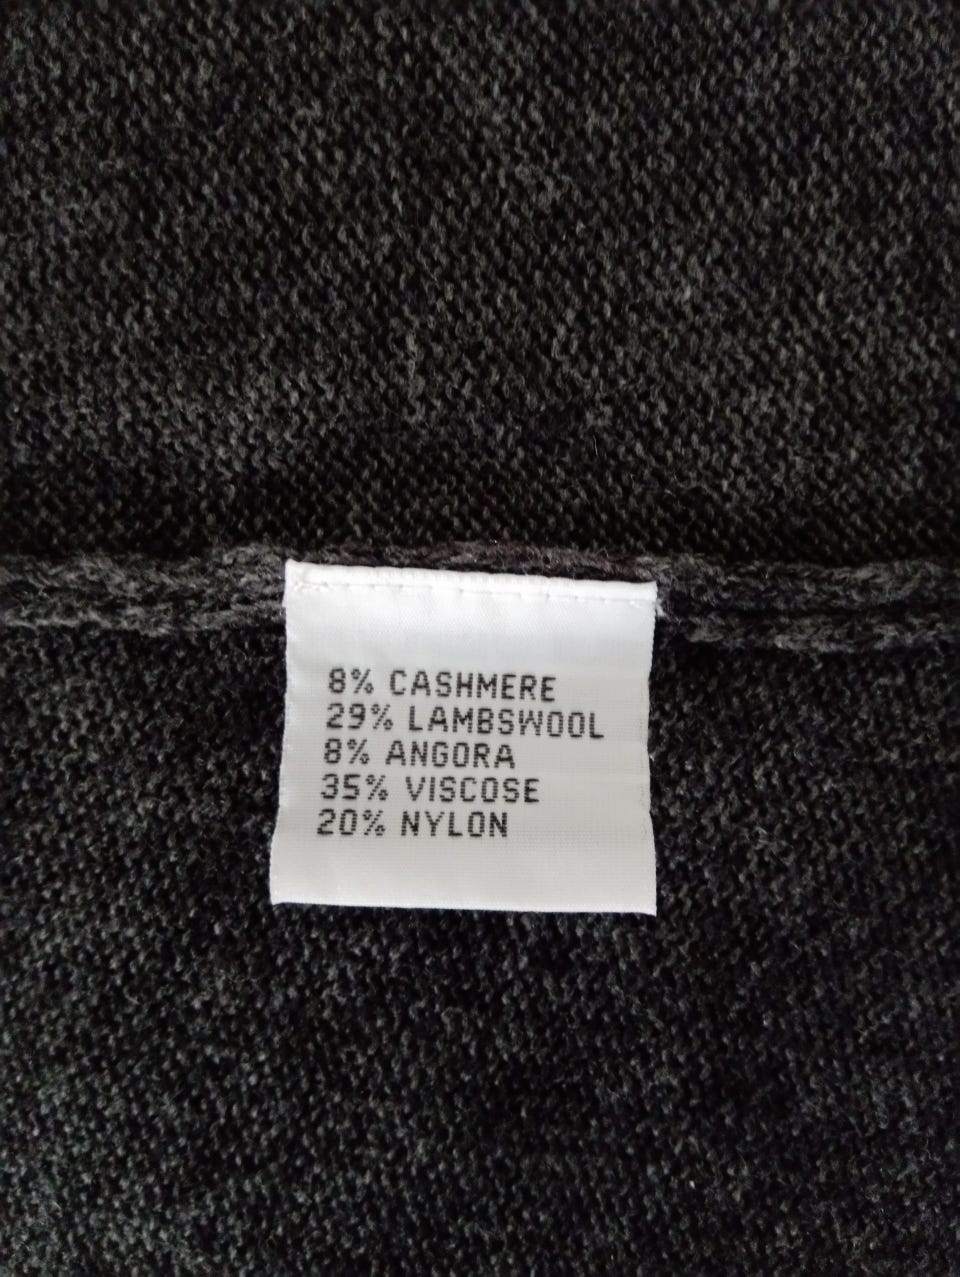 8% CASHMERE
29% LAMBSWOOL
8% ANGORA
35% VISCOSE
20% NYLON